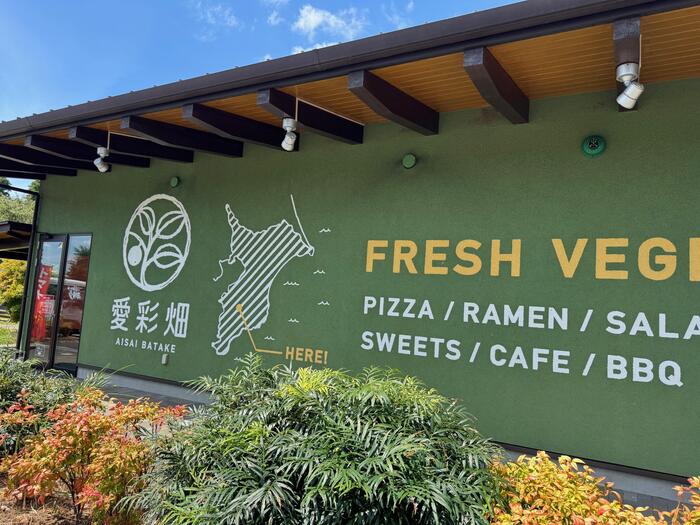 愛彩畑
AISAI BATAKE
HERE!
FRESH VEGE
PIZZA / RAMEN / SALA
SWEETS / CAFE / BBQ